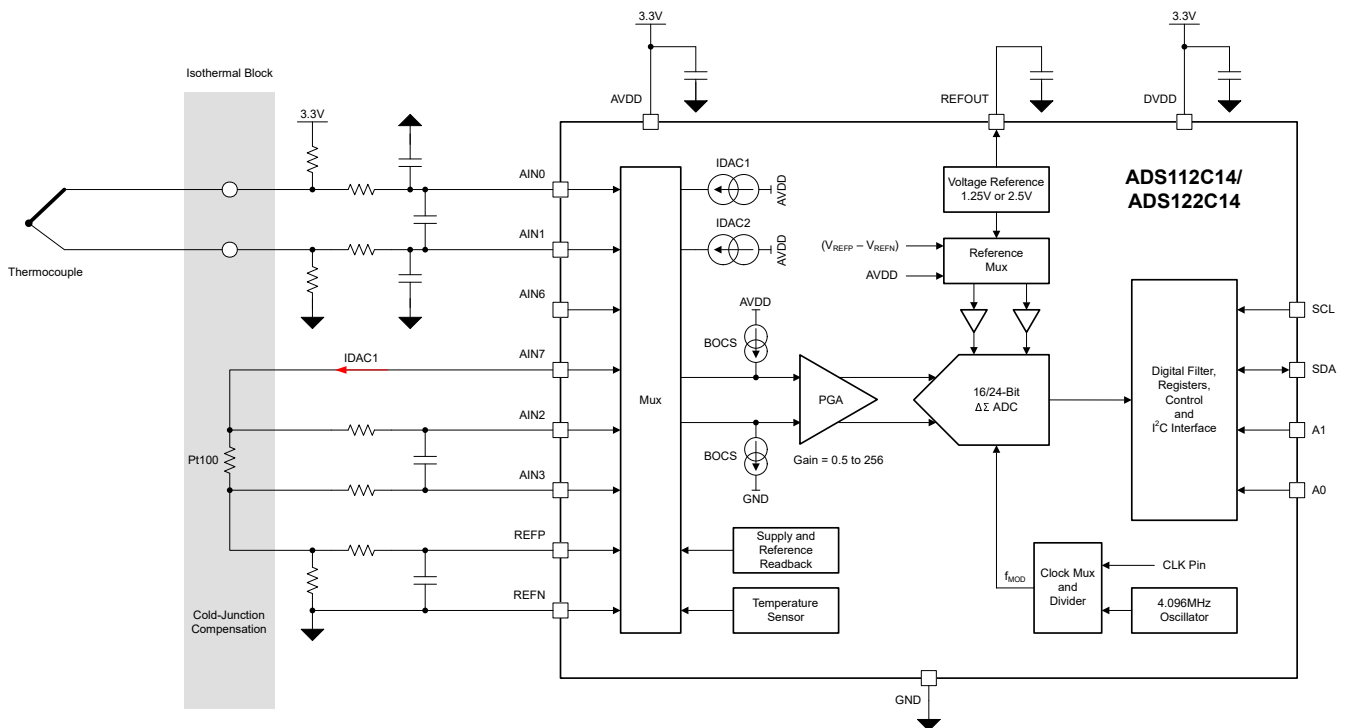 3.3V
3.3V
Isothermal Block
AVDD
REFOUT
DVDD
3.3V
ADS112C14/
ADS122C14
IDAC1
AVDD
Voltage Reference
1.25V or 2.5V
AIN0
IDAC2
AVDD
(VREFP – VREFN)
AVDD
Reference
Mux
AIN1
Thermocouple
AIN6
AVDD
BOCS
SCL
IDAC1
AIN7
SDA
Mux
PGA
16/24-Bit
ΔΣ ADC
Digital Filter,
Registers,
Control
and
I²C Interface
AIN2
A1
Pt100
BOCS
Gain = 0.5 to 256
GND
AIN3
A0
REFP
Supply and
Reference
Readback
fMOD
Clock Mux
and
Divider
CLK Pin
4.096MHz
Oscillator
REFN
Temperature
Sensor
Cold-Junction
Compensation
GND